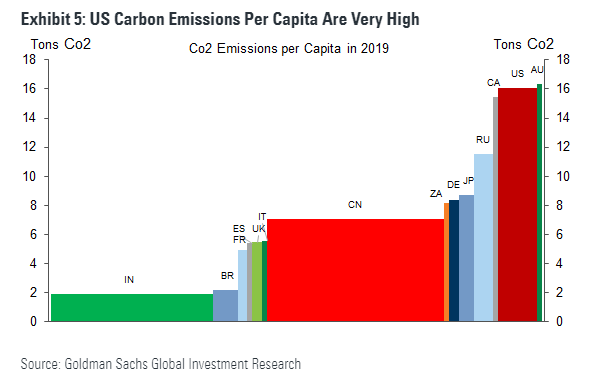 Exhibit 5: US Carbon Emissions Per Capita Are Very High
Tons Co2
Co2 Emissions per Capita in 2019
Tons Co2
18
16
14
12
10
8
6
4
2
0
IN
BR
FR
ES
UK
IT
CN
ZA
DE
JP
RU
CA
US
AU
18
16
14
12
10
8
6
4
2
0
Source: Goldman Sachs Global Investment Research